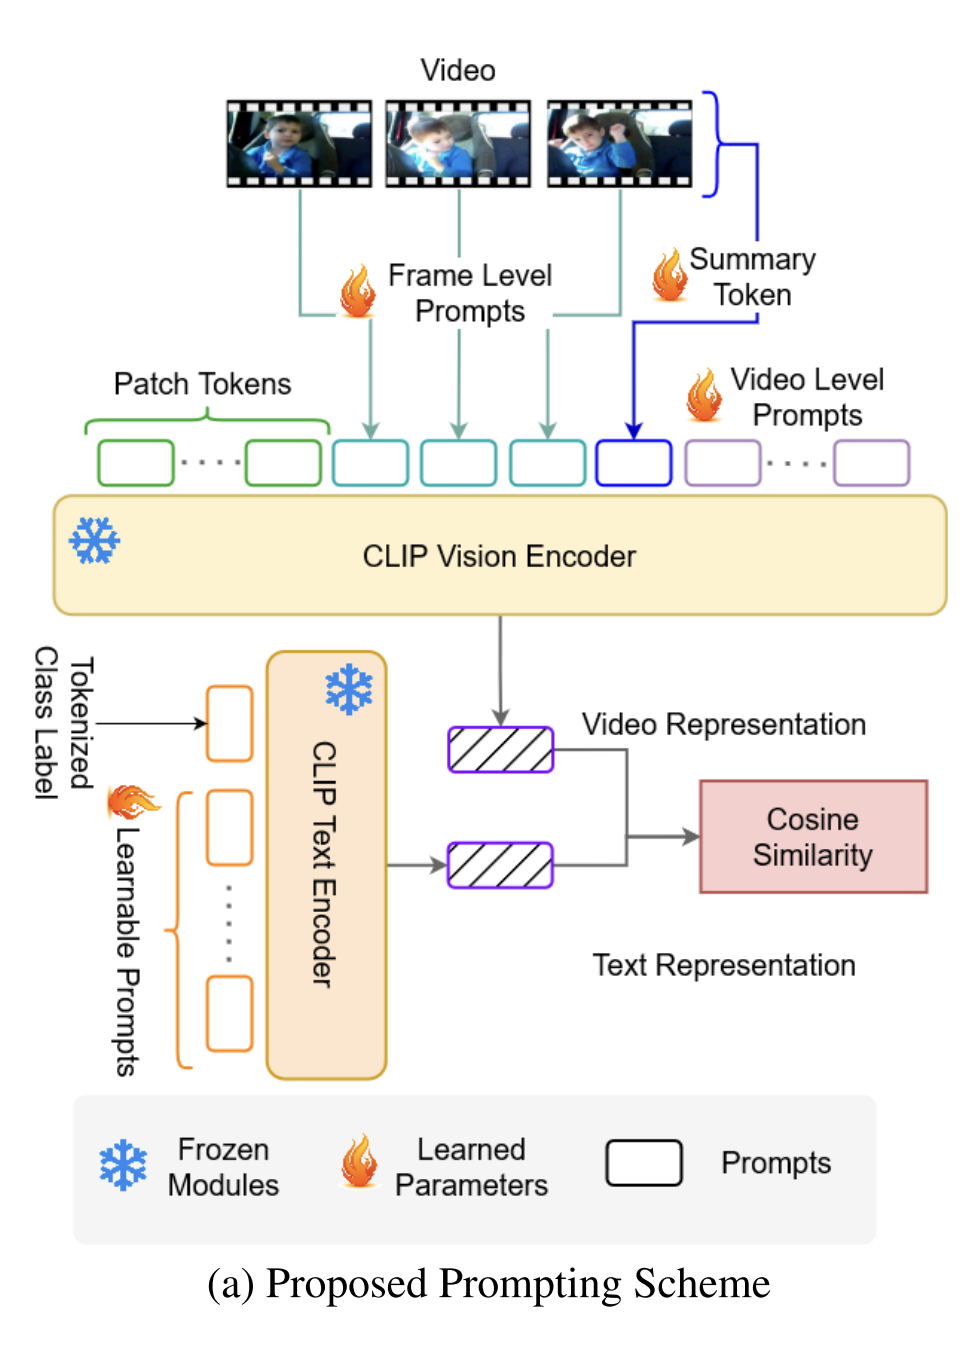 Video
Frame Level
Prompts
Summary
Token
Patch Tokens
Video Level
Prompts
CLIP Vision Encoder
Tokenized
Class Label
Learnable Prompts
CLIP Text Encoder
Video Representation
Cosine
Similarity
Text Representation
Frozen
Modules
Learned
Parameters
Prompts
(a) Proposed Prompting Scheme